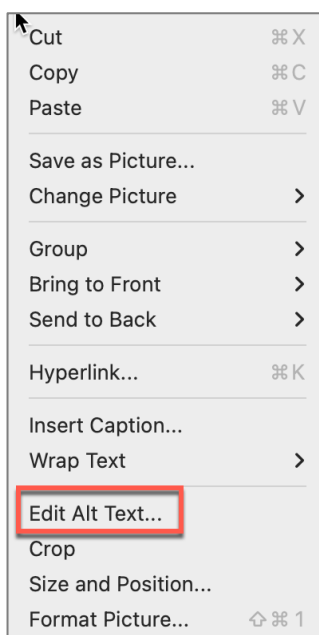 Cut ⌘ X
Copy ⌘ C
Paste ⌘ V
Save as Picture...
Change Picture >
Group >
Bring to Front >
Send to Back >
Hyperlink... ⌘ K
Insert Caption...
Wrap Text >
Edit Alt Text...
Crop
Size and Position...
Format Picture... ⇧ ⌘ 1